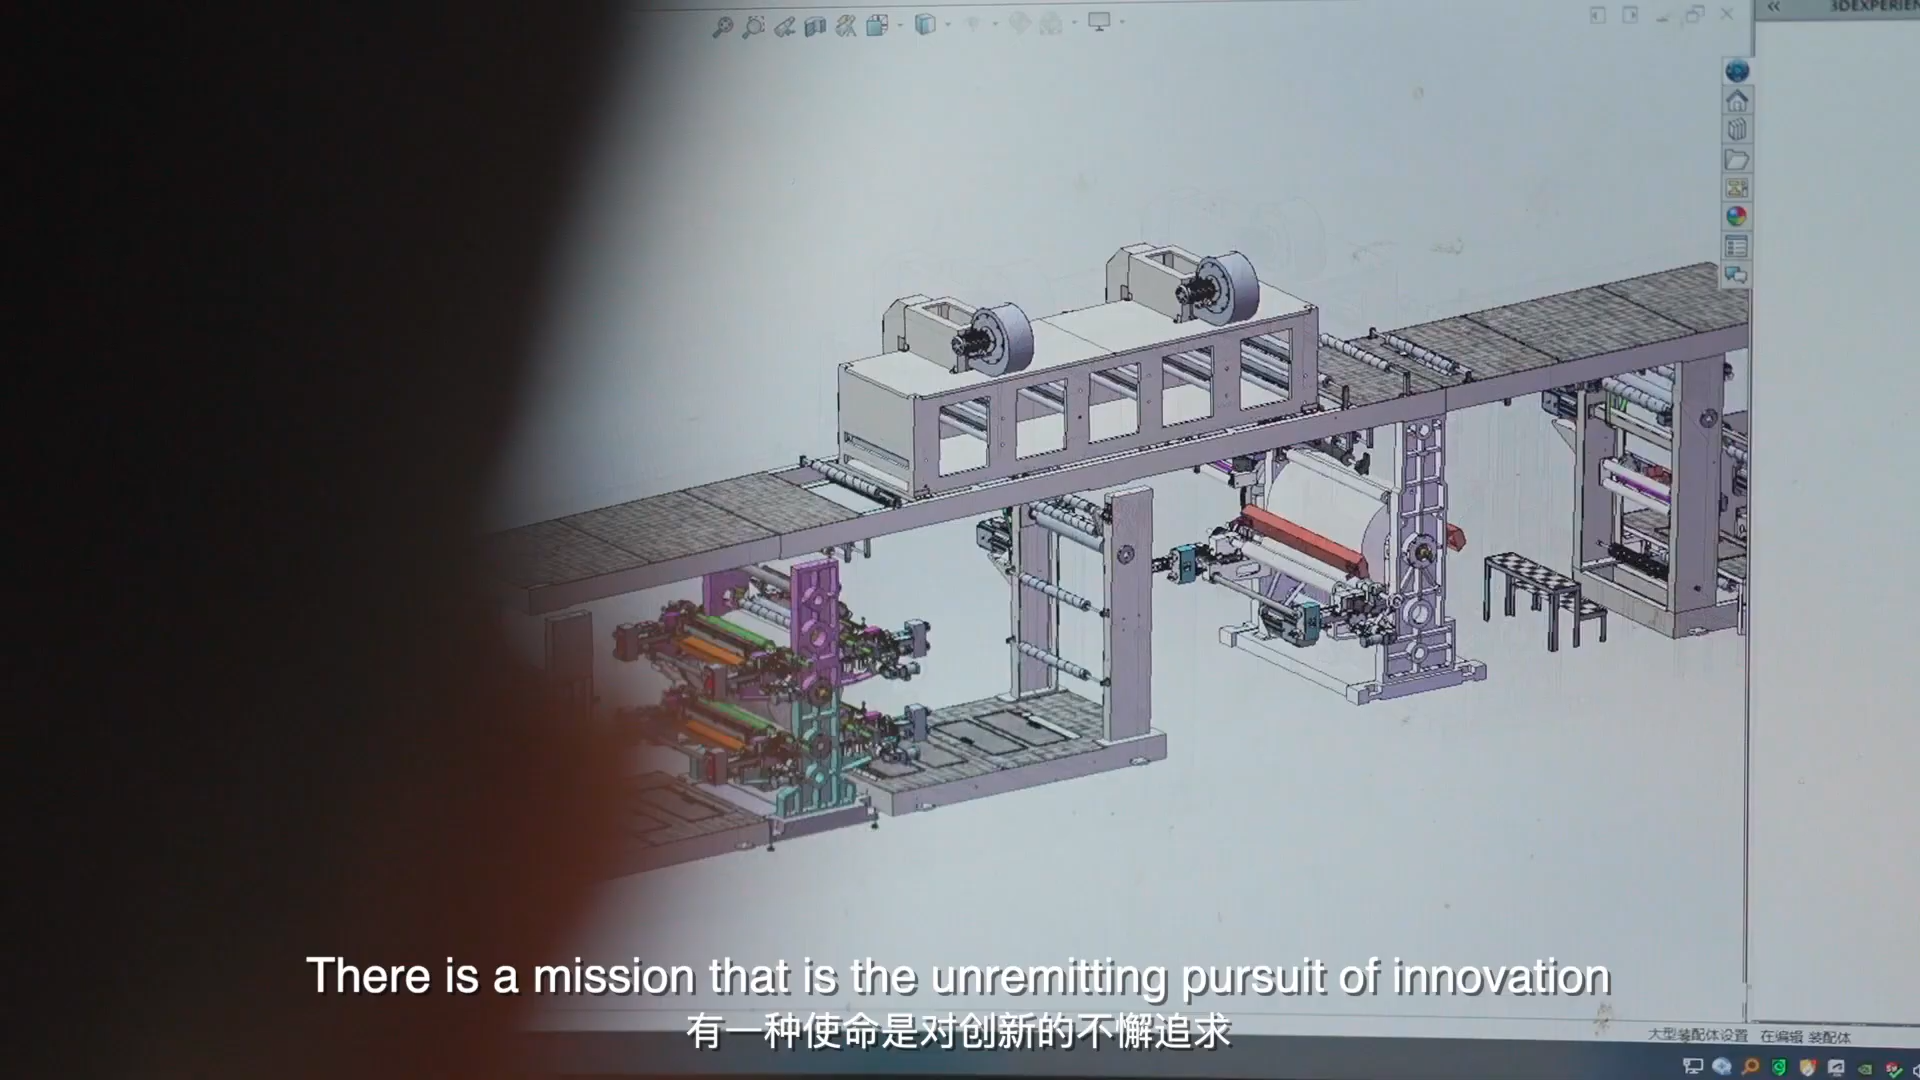 3DEXPERIEN
There is a mission that is the unremitting pursuit of innovation
有一种使命是对创新的不懈追求
大型装配体设置 在编辑 装配体